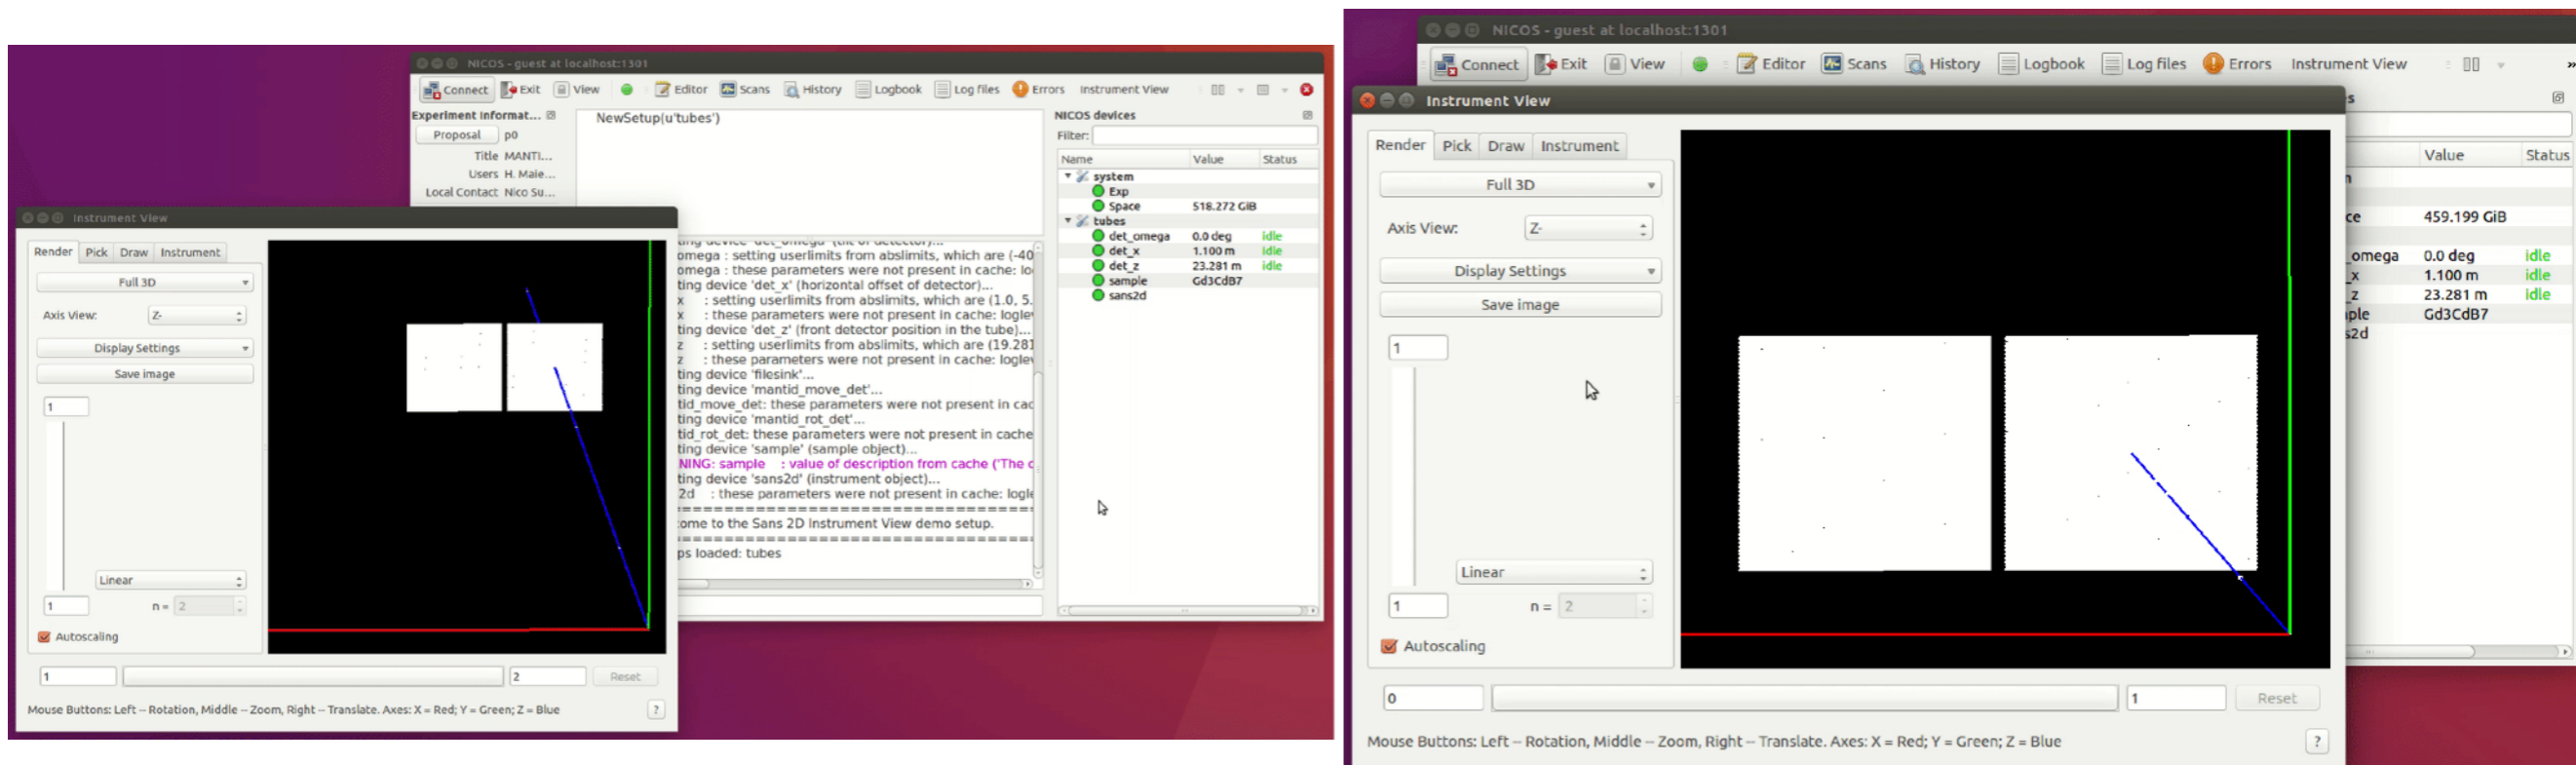 NICOS - guest at localhost:1301
Connect Exit View Editor Scans History Logbook Log files Errors Instrument View
Experiment Informat...
Proposal p0
Title MANTI...
Users H. Maie...
Local Contact Nico Su...
NewSetup(u'tubes')
NICOS devices
Filter:
Name Value Status
system
Exp
Space 518.272 GiB
tubes
det_omega 0.0 deg idle
det_x 1.100 m idle
det_z 23.281 m idle
sample Gd3CdB7
sans2d
Instrument View
Render Pick Draw Instrument
Full 3D
Axis View: Z-
Display Settings
Save image
1
Linear
1 n = 2
Autoscaling
1 2 Reset
Mouse Buttons: Left -- Rotation, Middle -- Zoom, Right -- Translate. Axes: X = Red; Y = Green; Z = Blue ?
ting device 'det_omega' (tilt of detector)...
omega : setting userlimits from abslimits, which are (-40
omega : these parameters were not present in cache: lo
ting device 'det_x' (horizontal offset of detector)...
x : setting userlimits from abslimits, which are (1.0, 5.
x : these parameters were not present in cache: loglev
ting device 'det_z' (front detector position in the tube)...
z : setting userlimits from abslimits, which are (19.281
z : these parameters were not present in cache: loglev
ting device 'filesink'...
ting device 'mantid_move_det'...
tid_move_det: these parameters were not present in cac
ting device 'mantid_rot_det'...
tid_rot_det: these parameters were not present in cache
ting device 'sample' (sample object)...
NING: sample : value of description from cache ('The c
ting device 'sans2d' (instrument object)...
2d : these parameters were not present in cache: logle
=====================================
ome to the Sans 2D Instrument View demo setup.
=====================================
ps loaded: tubes
NICOS - guest at localhost:1301
Connect Exit View Editor Scans History Logbook Log files Errors Instrument View »
Instrument View
Render Pick Draw Instrument
Full 3D
Axis View: Z-
Display Settings
Save image
1
Linear
1 n = 2
Autoscaling
0 1 Reset
Mouse Buttons: Left -- Rotation, Middle -- Zoom, Right -- Translate. Axes: X = Red; Y = Green; Z = Blue ?
s
Value Status
n
ce 459.199 GiB
_omega 0.0 deg idle
_x 1.100 m idle
_z 23.281 m idle
ple Gd3CdB7
s2d